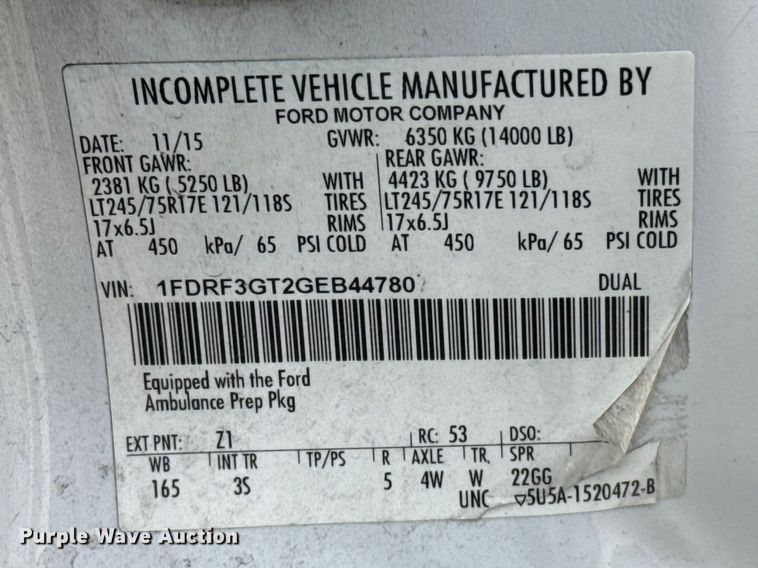 INCOMPLETE VEHICLE MANUFACTURED BY
FORD MOTOR COMPANY
DATE: 11/15 GVWR: 6350 KG (14000 LB)
FRONT GAWR: REAR GAWR:
2381 KG ( 5250 LB) WITH 4423 KG ( 9750 LB) WITH
LT245/75R17E 121/118S TIRES LT245/75R17E 121/118S TIRES
17x6.5J RIMS 17x6.5J RIMS
AT 450 kPa/ 65 PSI COLD AT 450 kPa/ 65 PSI COLD
VIN: 1FDRF3GT2GEB44780 DUAL
Equipped with the Ford
Ambulance Prep Pkg
EXT PNT: Z1 RC: 53 DSO:
WB INT TR TP/PS R AXLE TR SPR
165 3S 5 4W W 22GG
UNC ▽5U5A-1520472-B
Purple Wave Auction